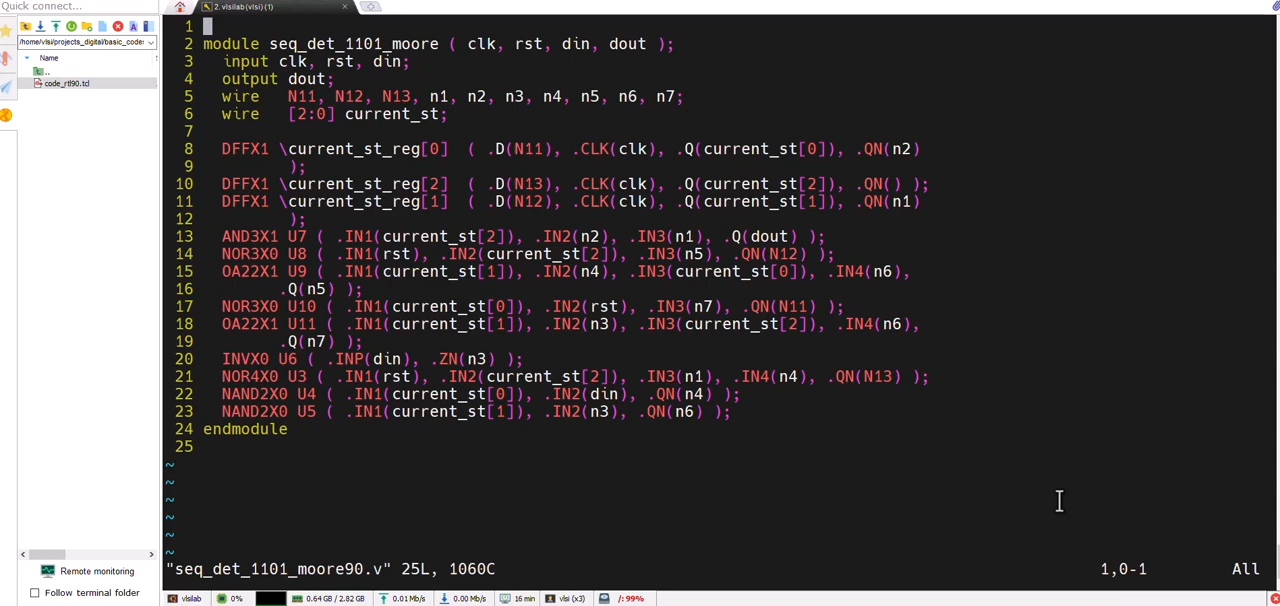 Quick connect...
2. vlsilab(vlsi) (1)
/home/vlsi/projects_digital/basic_code
Name
..
code_rtl90.tcl
1
2 module seq_det_1101_moore ( clk, rst, din, dout );
3 input clk, rst, din;
4 output dout;
5 wire N11, N12, N13, n1, n2, n3, n4, n5, n6, n7;
6 wire [2:0] current_st;
7
8 DFFX1 \current_st_reg[0] ( .D(N11), .CLK(clk), .Q(current_st[0]), .QN(n2)
9 );
10 DFFX1 \current_st_reg[2] ( .D(N13), .CLK(clk), .Q(current_st[2]), .QN() );
11 DFFX1 \current_st_reg[1] ( .D(N12), .CLK(clk), .Q(current_st[1]), .QN(n1)
12 );
13 AND3X1 U7 ( .IN1(current_st[2]), .IN2(n2), .IN3(n1), .Q(dout) );
14 NOR3X0 U8 ( .IN1(rst), .IN2(current_st[2]), .IN3(n5), .QN(N12) );
15 OA22X1 U9 ( .IN1(current_st[1]), .IN2(n4), .IN3(current_st[0]), .IN4(n6),
16 .Q(n5) );
17 NOR3X0 U10 ( .IN1(current_st[0]), .IN2(rst), .IN3(n7), .QN(N11) );
18 OA22X1 U11 ( .IN1(current_st[1]), .IN2(n3), .IN3(current_st[2]), .IN4(n6),
19 .Q(n7) );
20 INVX0 U6 ( .INP(din), .ZN(n3) );
21 NOR4X0 U3 ( .IN1(rst), .IN2(current_st[2]), .IN3(n1), .IN4(n4), .QN(N13) );
22 NAND2X0 U4 ( .IN1(current_st[0]), .IN2(din), .QN(n4) );
23 NAND2X0 U5 ( .IN1(current_st[1]), .IN2(n3), .QN(n6) );
24 endmodule
25
~
~
~
~
~
~
"seq_det_1101_moore90.v" 25L, 1060C 1,0-1 All
Remote monitoring
Follow terminal folder
vlsilab 0% 0.64 GB / 2.82 GB 0.01 Mb/s 0.00 Mb/s 16 min vlsi (x3) /: 99%